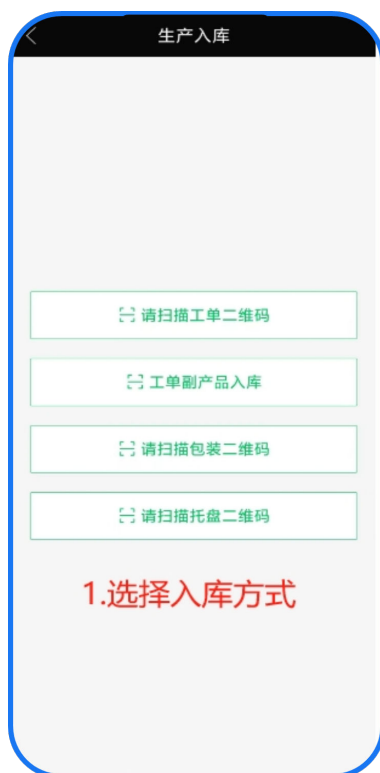 生产入库
请扫描工单二维码
工单副产品入库
请扫描包装二维码
请扫描托盘二维码
1.选择入库方式